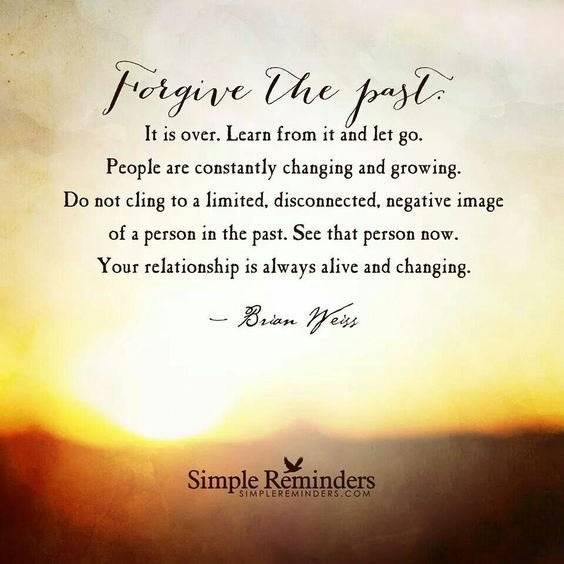 Forgive the past.
It is over. Learn from it and let go.
People are constantly changing and growing.
Do not cling to a limited, disconnected, negative image
of a person in the past. See that person now.
Your relationship is always alive and changing.
— Brian Weiss
Simple Reminders
SIMPLEREMINDERS.COM